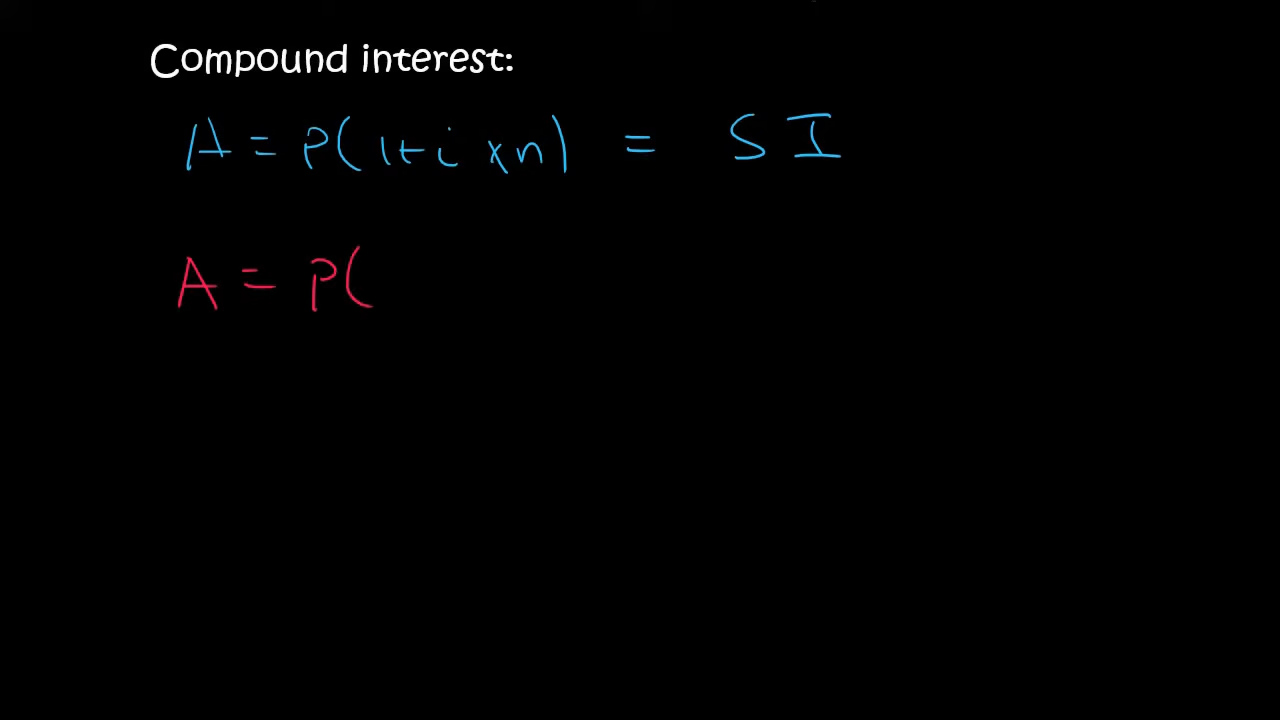 Compound interest:
A = P(1+i×n) = SI
A = P(